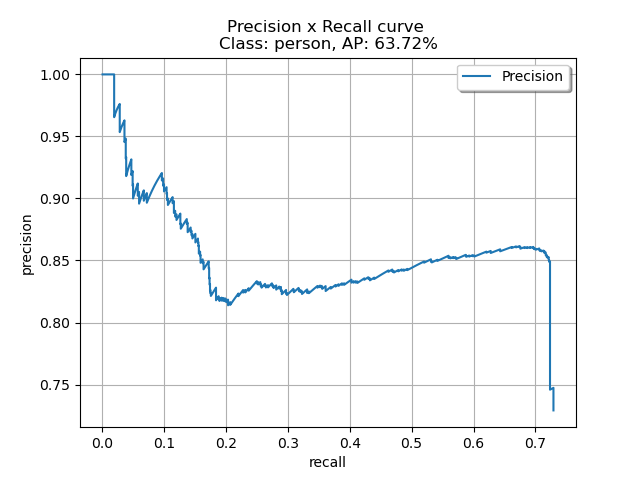 Precision x Recall curve
Class: person, AP: 63.72%
Precision
1.00
0.95
0.90
0.85
0.80
0.75
precision
0.0 0.1 0.2 0.3 0.4 0.5 0.6 0.7
recall